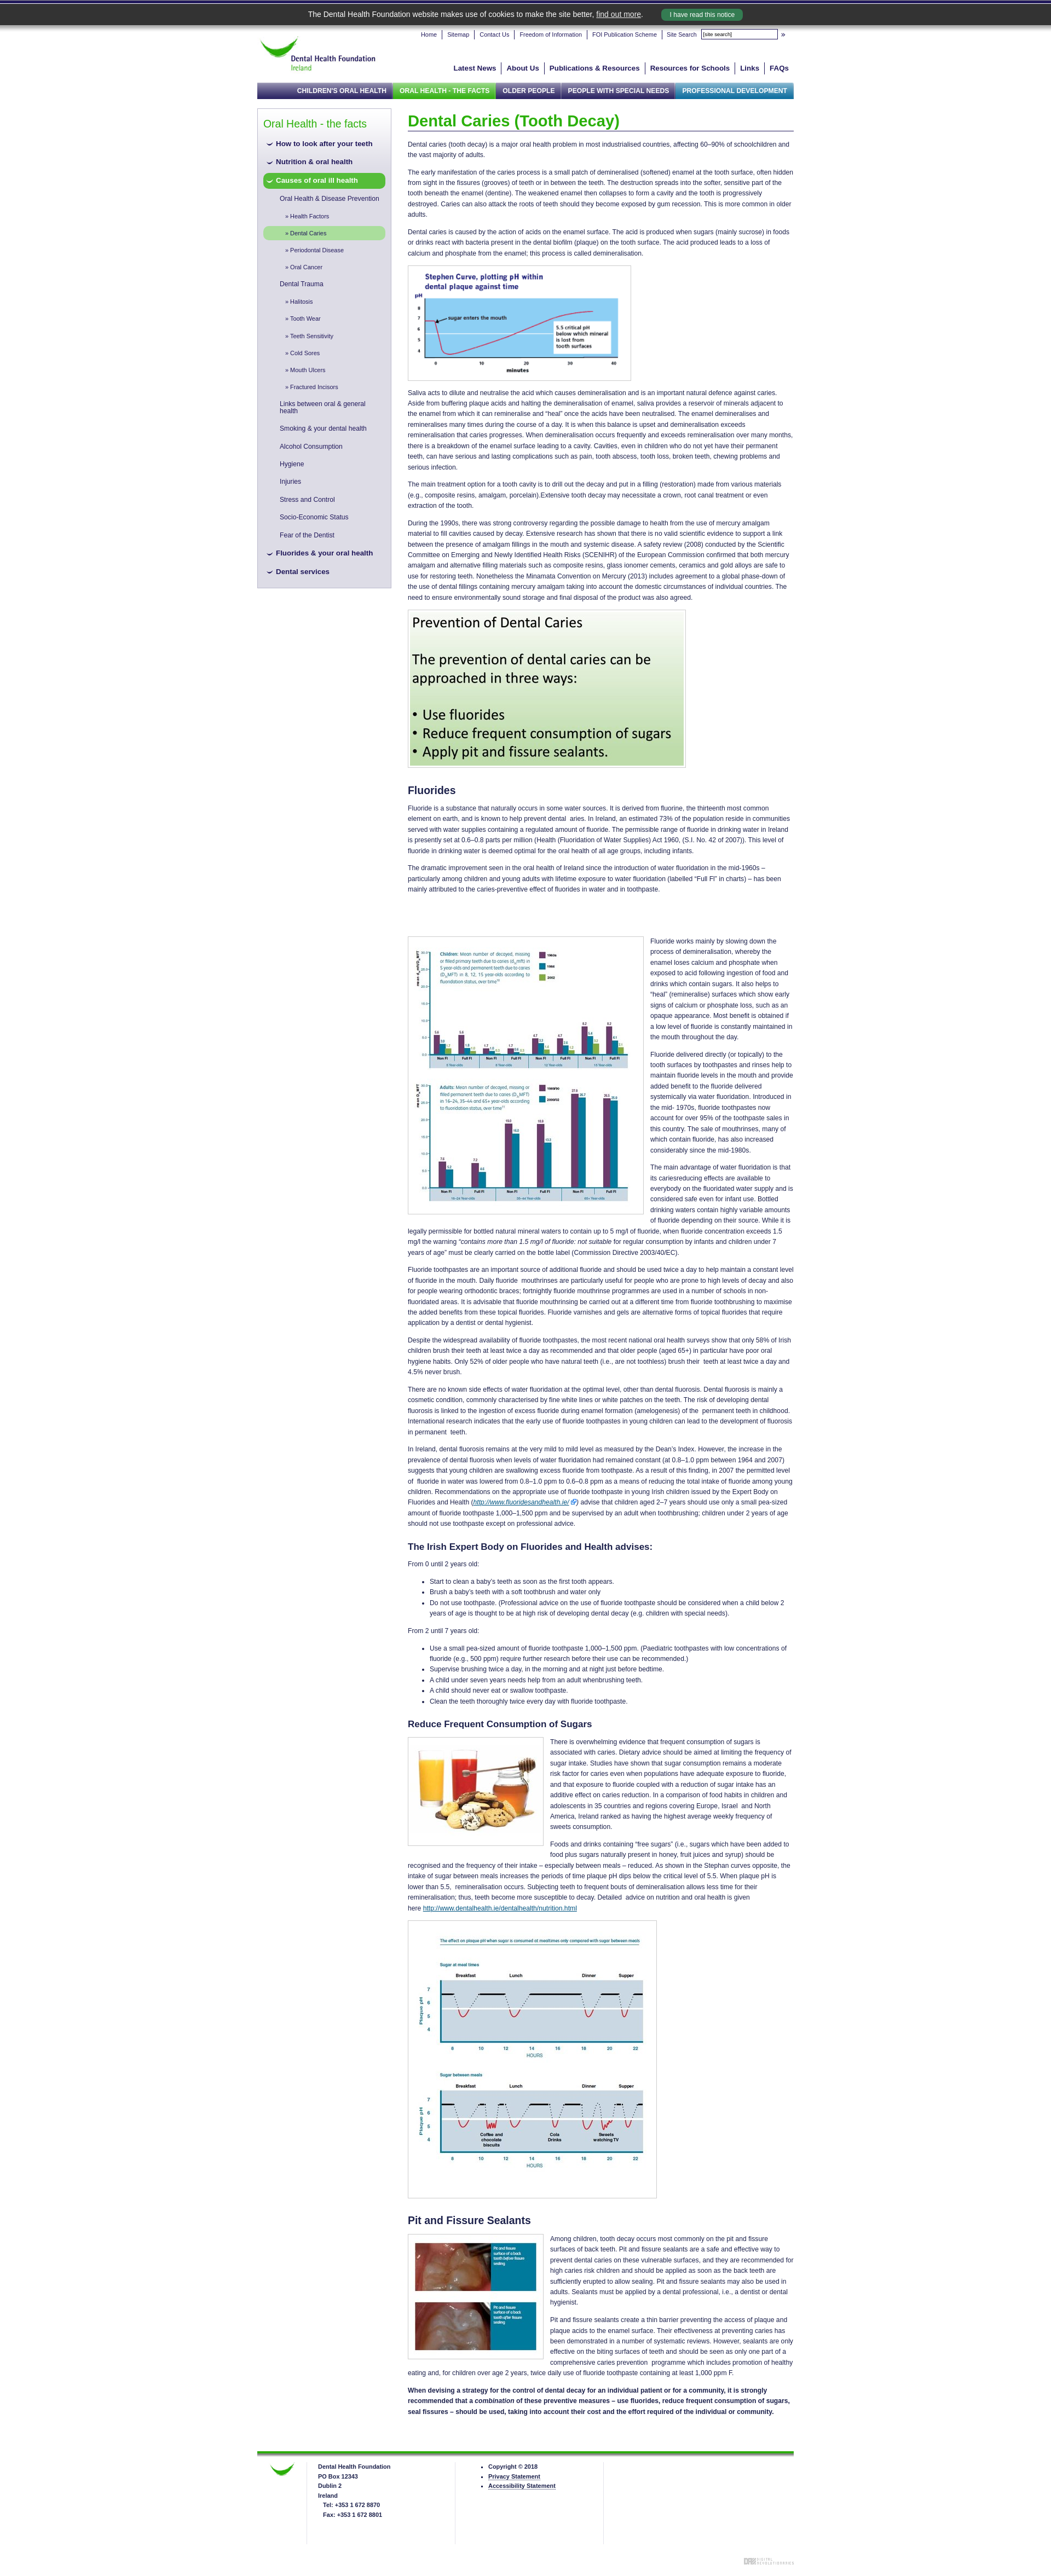 The Dental Health Foundation website makes use of cookies to make the site better, find out more. I have read this notice
Home Sitemap Contact Us Freedom of Information FOI Publication Scheme Site Search [site search] »
Dental Health Foundation
Ireland
Latest News About Us Publications & Resources Resources for Schools Links FAQs
CHILDREN'S ORAL HEALTH ORAL HEALTH - THE FACTS OLDER PEOPLE PEOPLE WITH SPECIAL NEEDS PROFESSIONAL DEVELOPMENT
Oral Health - the facts
How to look after your teeth
Nutrition & oral health
Causes of oral ill health
Oral Health & Disease Prevention
» Health Factors
» Dental Caries
» Periodontal Disease
» Oral Cancer
Dental Trauma
» Halitosis
» Tooth Wear
» Teeth Sensitivity
» Cold Sores
» Mouth Ulcers
» Fractured Incisors
Links between oral & general
health
Smoking & your dental health
Alcohol Consumption
Hygiene
Injuries
Stress and Control
Socio-Economic Status
Fear of the Dentist
Fluorides & your oral health
Dental services
Dental Caries (Tooth Decay)
Dental caries (tooth decay) is a major oral health problem in most industrialised countries, affecting 60–90% of schoolchildren and
the vast majority of adults.
The early manifestation of the caries process is a small patch of demineralised (softened) enamel at the tooth surface, often hidden
from sight in the fissures (grooves) of teeth or in between the teeth. The destruction spreads into the softer, sensitive part of the
tooth beneath the enamel (dentine). The weakened enamel then collapses to form a cavity and the tooth is progressively
destroyed. Caries can also attack the roots of teeth should they become exposed by gum recession. This is more common in older
adults.
Dental caries is caused by the action of acids on the enamel surface. The acid is produced when sugars (mainly sucrose) in foods
or drinks react with bacteria present in the dental biofilm (plaque) on the tooth surface. The acid produced leads to a loss of
calcium and phosphate from the enamel; this process is called demineralisation.
Stephen Curve, plotting pH within
dental plaque against time
pH
8
7
6
5
4
sugar enters the mouth
5.5 critical pH
below which mineral
is lost from
tooth surfaces
0 10 20 30 40
minutes
Saliva acts to dilute and neutralise the acid which causes demineralisation and is an important natural defence against caries.
Aside from buffering plaque acids and halting the demineralisation of enamel, saliva provides a reservoir of minerals adjacent to
the enamel from which it can remineralise and “heal” once the acids have been neutralised. The enamel demineralises and
remineralises many times during the course of a day. It is when this balance is upset and demineralisation exceeds
remineralisation that caries progresses. When demineralisation occurs frequently and exceeds remineralisation over many months,
there is a breakdown of the enamel surface leading to a cavity. Cavities, even in children who do not yet have their permanent
teeth, can have serious and lasting complications such as pain, tooth abscess, tooth loss, broken teeth, chewing problems and
serious infection.
The main treatment option for a tooth cavity is to drill out the decay and put in a filling (restoration) made from various materials
(e.g., composite resins, amalgam, porcelain).Extensive tooth decay may necessitate a crown, root canal treatment or even
extraction of the tooth.
During the 1990s, there was strong controversy regarding the possible damage to health from the use of mercury amalgam
material to fill cavities caused by decay. Extensive research has shown that there is no valid scientific evidence to support a link
between the presence of amalgam fillings in the mouth and systemic disease. A safety review (2008) conducted by the Scientific
Committee on Emerging and Newly Identified Health Risks (SCENIHR) of the European Commission confirmed that both mercury
amalgam and alternative filling materials such as composite resins, glass ionomer cements, ceramics and gold alloys are safe to
use for restoring teeth. Nonetheless the Minamata Convention on Mercury (2013) includes agreement to a global phase-down of
the use of dental fillings containing mercury amalgam taking into account the domestic circumstances of individual countries. The
need to ensure environmentally sound storage and final disposal of the product was also agreed.
Prevention of Dental Caries
The prevention of dental caries can be
approached in three ways:
• Use fluorides
• Reduce frequent consumption of sugars
• Apply pit and fissure sealants.
Fluorides
Fluoride is a substance that naturally occurs in some water sources. It is derived from fluorine, the thirteenth most common
element on earth, and is known to help prevent dental aries. In Ireland, an estimated 73% of the population reside in communities
served with water supplies containing a regulated amount of fluoride. The permissible range of fluoride in drinking water in Ireland
is presently set at 0.6–0.8 parts per million (Health (Fluoridation of Water Supplies) Act 1960, (S.I. No. 42 of 2007)). This level of
fluoride in drinking water is deemed optimal for the oral health of all age groups, including infants.
The dramatic improvement seen in the oral health of Ireland since the introduction of water fluoridation in the mid-1960s –
particularly among children and young adults with lifetime exposure to water fluoridation (labelled “Full Fl” in charts) – has been
mainly attributed to the caries-preventive effect of fluorides in water and in toothpaste.
Children: Mean number of decayed, missing
or filled primary teeth due to caries (d3mft) in
5 year-olds and permanent teeth due to caries
(D3MFT) in 8, 12, 15 year-olds according to
fluoridation status, over time
Non Fl Full Fl Non Fl Full Fl Non Fl Full Fl Non Fl Full Fl
Adults: Mean number of decayed, missing or
filled permanent teeth due to caries (D3MFT)
in 16–24, 35–44 and 65+ year-olds according
to fluoridation status, over time
Non Fl Full Fl Non Fl Full Fl Non Fl Full Fl
Fluoride works mainly by slowing down the
process of demineralisation, whereby the
enamel loses calcium and phosphate when
exposed to acid following ingestion of food and
drinks which contain sugars. It also helps to
“heal” (remineralise) surfaces which show early
signs of calcium or phosphate loss, such as an
opaque appearance. Most benefit is obtained if
a low level of fluoride is constantly maintained in
the mouth throughout the day.
Fluoride delivered directly (or topically) to the
tooth surfaces by toothpastes and rinses help to
maintain fluoride levels in the mouth and provide
added benefit to the fluoride delivered
systemically via water fluoridation. Introduced in
the mid- 1970s, fluoride toothpastes now
account for over 95% of the toothpaste sales in
this country. The sale of mouthrinses, many of
which contain fluoride, has also increased
considerably since the mid-1980s.
The main advantage of water fluoridation is that
its cariesreducing effects are available to
everybody on the fluoridated water supply and is
considered safe even for infant use. Bottled
drinking waters contain highly variable amounts
of fluoride depending on their source. While it is
legally permissible for bottled natural mineral waters to contain up to 5 mg/l of fluoride, when fluoride concentration exceeds 1.5
mg/l the warning “contains more than 1.5 mg/l of fluoride: not suitable for regular consumption by infants and children under 7
years of age” must be clearly carried on the bottle label (Commission Directive 2003/40/EC).
Fluoride toothpastes are an important source of additional fluoride and should be used twice a day to help maintain a constant level
of fluoride in the mouth. Daily fluoride mouthrinses are particularly useful for people who are prone to high levels of decay and also
for people wearing orthodontic braces; fortnightly fluoride mouthrinse programmes are used in a number of schools in non-
fluoridated areas. It is advisable that fluoride mouthrinsing be carried out at a different time from fluoride toothbrushing to maximise
the added benefits from these topical fluorides. Fluoride varnishes and gels are alternative forms of topical fluorides that require
application by a dentist or dental hygienist.
Despite the widespread availability of fluoride toothpastes, the most recent national oral health surveys show that only 58% of Irish
children brush their teeth at least twice a day as recommended and that older people (aged 65+) in particular have poor oral
hygiene habits. Only 52% of older people who have natural teeth (i.e., are not toothless) brush their teeth at least twice a day and
4.5% never brush.
There are no known side effects of water fluoridation at the optimal level, other than dental fluorosis. Dental fluorosis is mainly a
cosmetic condition, commonly characterised by fine white lines or white patches on the teeth. The risk of developing dental
fluorosis is linked to the ingestion of excess fluoride during enamel formation (amelogenesis) of the permanent teeth in childhood.
International research indicates that the early use of fluoride toothpastes in young children can lead to the development of fluorosis
in permanent teeth.
In Ireland, dental fluorosis remains at the very mild to mild level as measured by the Dean’s Index. However, the increase in the
prevalence of dental fluorosis when levels of water fluoridation had remained constant (at 0.8–1.0 ppm between 1964 and 2007)
suggests that young children are swallowing excess fluoride from toothpaste. As a result of this finding, in 2007 the permitted level
of fluoride in water was lowered from 0.8–1.0 ppm to 0.6–0.8 ppm as a means of reducing the total intake of fluoride among young
children. Recommendations on the appropriate use of fluoride toothpaste in young Irish children issued by the Expert Body on
Fluorides and Health (http://www.fluoridesandhealth.ie/) advise that children aged 2–7 years should use only a small pea-sized
amount of fluoride toothpaste 1,000–1,500 ppm and be supervised by an adult when toothbrushing; children under 2 years of age
should not use toothpaste except on professional advice.
The Irish Expert Body on Fluorides and Health advises:
From 0 until 2 years old:
• Start to clean a baby’s teeth as soon as the first tooth appears.
• Brush a baby’s teeth with a soft toothbrush and water only
• Do not use toothpaste. (Professional advice on the use of fluoride toothpaste should be considered when a child below 2
years of age is thought to be at high risk of developing dental decay (e.g. children with special needs).
From 2 until 7 years old:
• Use a small pea-sized amount of fluoride toothpaste 1,000–1,500 ppm. (Paediatric toothpastes with low concentrations of
fluoride (e.g., 500 ppm) require further research before their use can be recommended.)
• Supervise brushing twice a day, in the morning and at night just before bedtime.
• A child under seven years needs help from an adult whenbrushing teeth.
• A child should never eat or swallow toothpaste.
• Clean the teeth thoroughly twice every day with fluoride toothpaste.
Reduce Frequent Consumption of Sugars
There is overwhelming evidence that frequent consumption of sugars is
associated with caries. Dietary advice should be aimed at limiting the frequency of
sugar intake. Studies have shown that sugar consumption remains a moderate
risk factor for caries even when populations have adequate exposure to fluoride,
and that exposure to fluoride coupled with a reduction of sugar intake has an
additive effect on caries reduction. In a comparison of food habits in children and
adolescents in 35 countries and regions covering Europe, Israel and North
America, Ireland ranked as having the highest average weekly frequency of
sweets consumption.
Foods and drinks containing “free sugars” (i.e., sugars which have been added to
food plus sugars naturally present in honey, fruit juices and syrup) should be
recognised and the frequency of their intake – especially between meals – reduced. As shown in the Stephan curves opposite, the
intake of sugar between meals increases the periods of time plaque pH dips below the critical level of 5.5. When plaque pH is
lower than 5.5, remineralisation occurs. Subjecting teeth to frequent bouts of demineralisation allows less time for their
remineralisation; thus, teeth become more susceptible to decay. Detailed advice on nutrition and oral health is given
here http://www.dentalhealth.ie/dentalhealth/nutrition.html
The effect on plaque pH when sugar is consumed at mealtimes only compared with sugar between meals
Sugar at meal times
Breakfast Lunch Dinner Supper
Plaque pH
7
6
5
4
8 10 12 14 16 18 20 22
HOURE
Sugar between meals
Breakfast Lunch Dinner Supper
Plaque pH
7
6
5
4
Coffee and
chocolate
biscuits
Cola
Drinks
Sweets
watching TV
8 10 12 14 16 18 20 22
HOURE
Pit and Fissure Sealants
Pit and fissure
surface of a back
tooth before fissure
sealing
Pit and fissure
surface of a back
tooth after fissure
sealing
Among children, tooth decay occurs most commonly on the pit and fissure
surfaces of back teeth. Pit and fissure sealants are a safe and effective way to
prevent dental caries on these vulnerable surfaces, and they are recommended for
high caries risk children and should be applied as soon as the back teeth are
sufficiently erupted to allow sealing. Pit and fissure sealants may also be used in
adults. Sealants must be applied by a dental professional, i.e., a dentist or dental
hygienist.
Pit and fissure sealants create a thin barrier preventing the access of plaque and
plaque acids to the enamel surface. Their effectiveness at preventing caries has
been demonstrated in a number of systematic reviews. However, sealants are only
effective on the biting surfaces of teeth and should be seen as only one part of a
comprehensive caries prevention programme which includes promotion of healthy
eating and, for children over age 2 years, twice daily use of fluoride toothpaste containing at least 1,000 ppm F.
When devising a strategy for the control of dental decay for an individual patient or for a community, it is strongly
recommended that a combination of these preventive measures – use fluorides, reduce frequent consumption of sugars,
seal fissures – should be used, taking into account their cost and the effort required of the individual or community.
Dental Health Foundation
PO Box 12343
Dublin 2
Ireland
Tel: +353 1 672 8870
Fax: +353 1 672 8801
• Copyright © 2018
• Privacy Statement
• Accessibility Statement